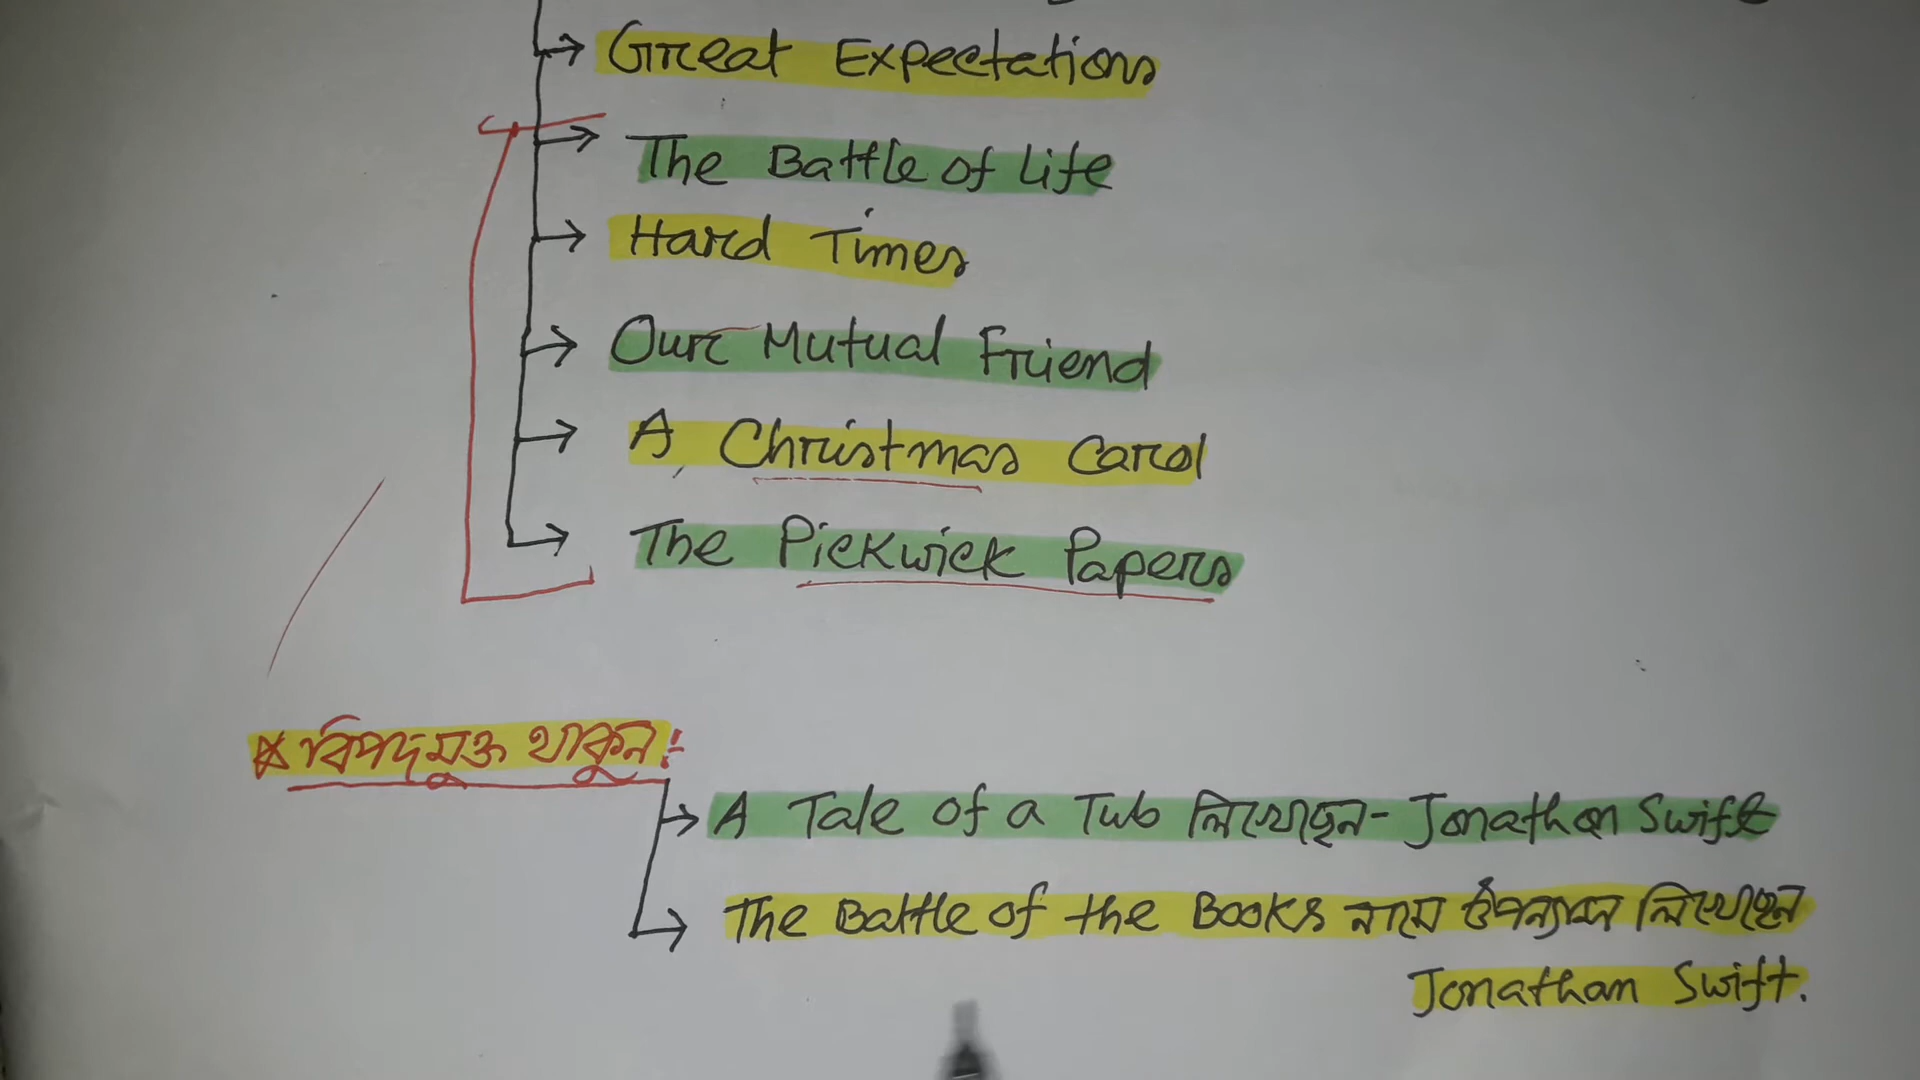 Great Expectations
The Battle of Life
Hard Times
Our Mutual Friend
A Christmas Carol
The Pickwick Papers
বিপদমুক্ত থাকুন:
A Tale of a Tub লিখেছেন- Jonathan Swift
The Battle of the Books নামে উপন্যাস লিখেছেন
Jonathan Swift.